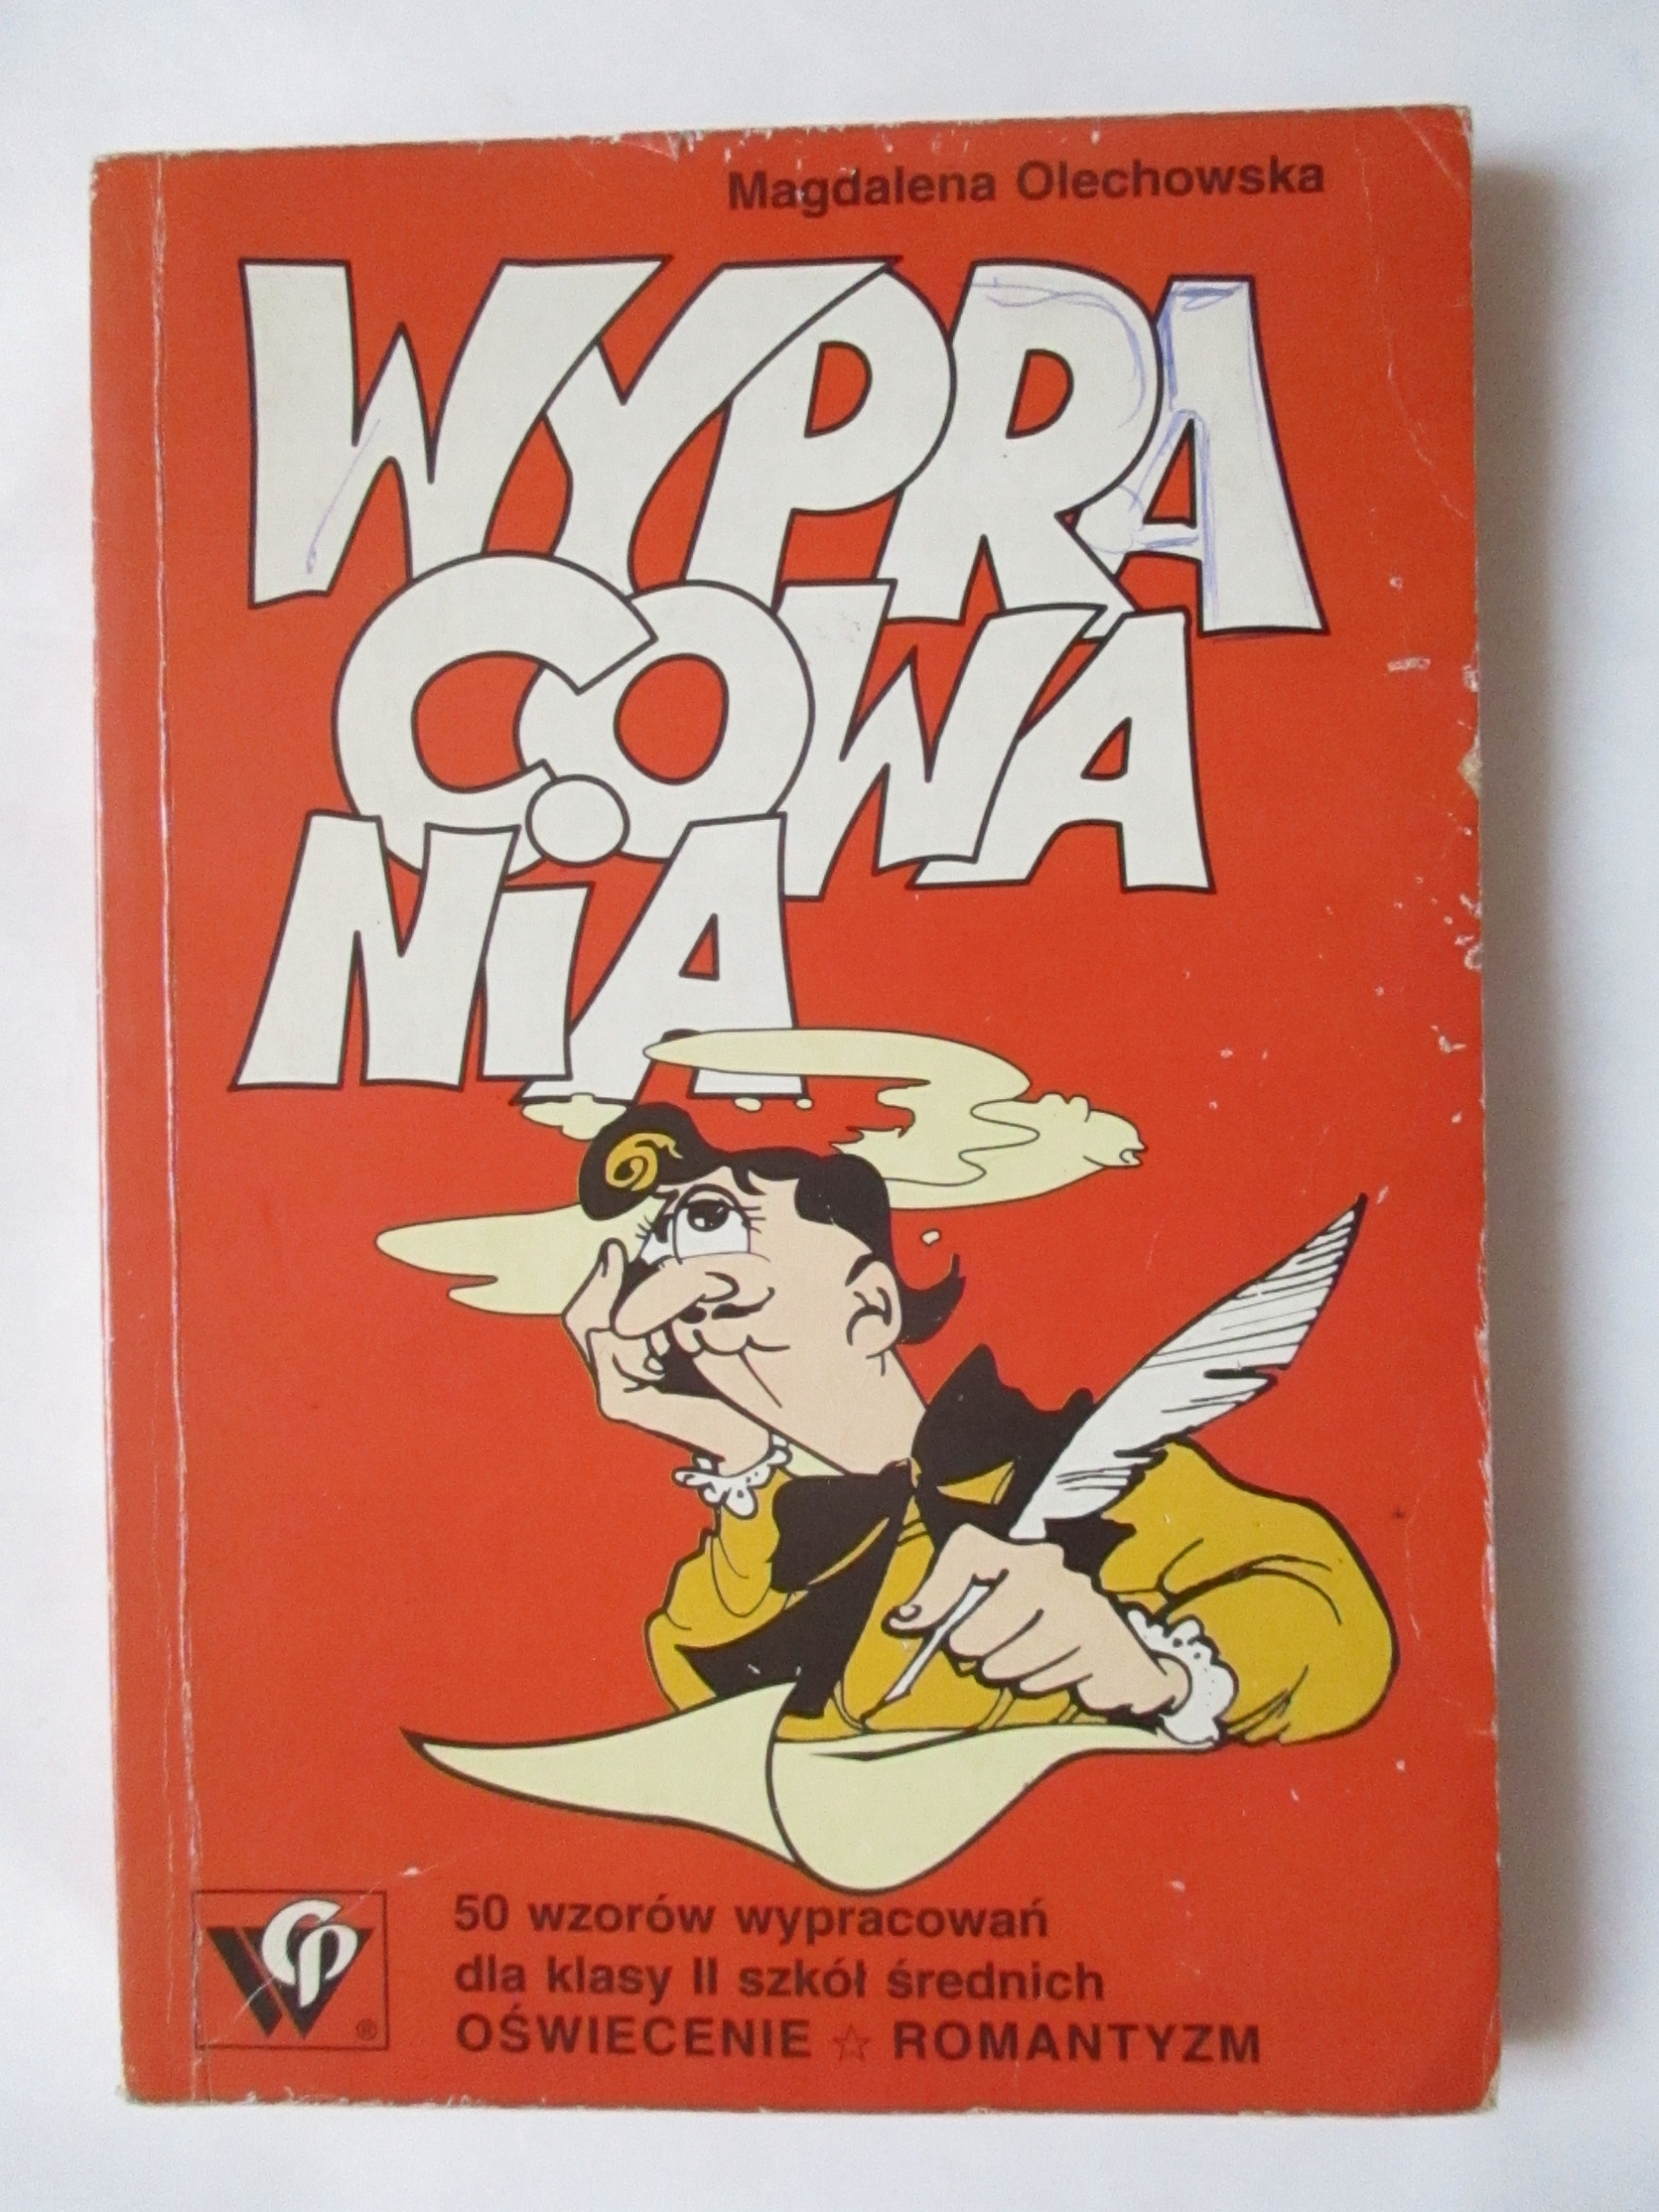 Magdalena Olechowska
WYPRA
COWA
NiA
50 wzorów wypracowań
dla klasy II szkół średnich
OŚWIECENIE ☆ ROMANTYZM
®